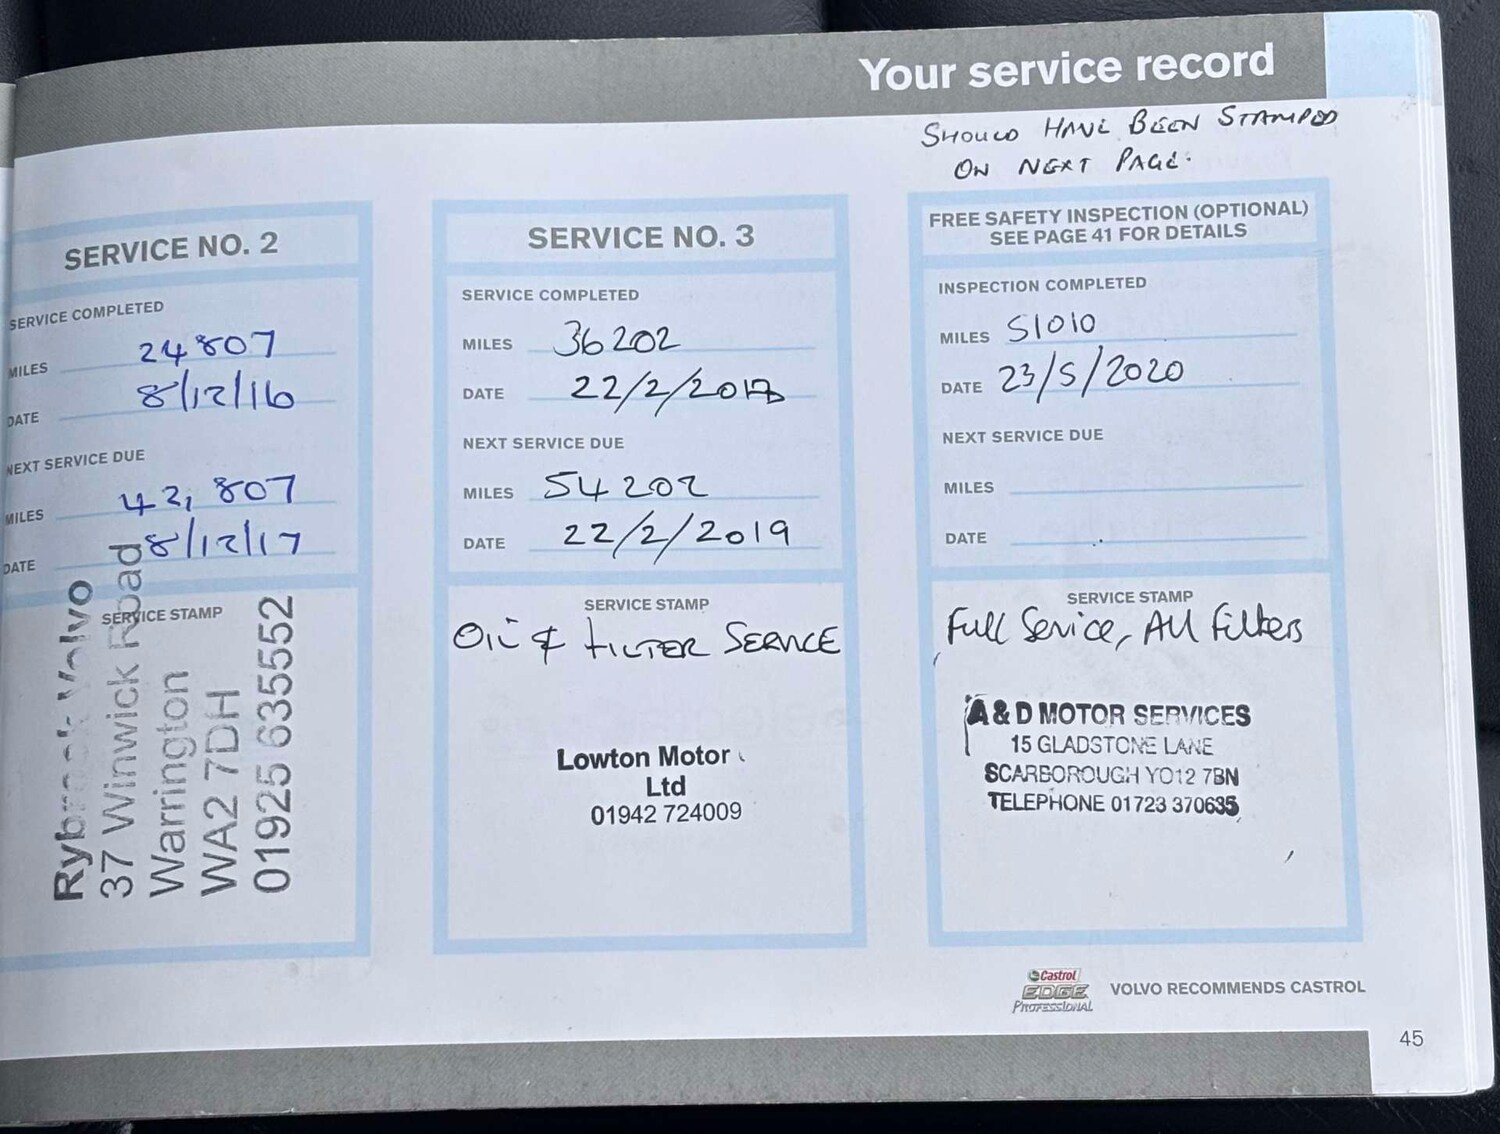 Your service record
SHOULD HAVE BEEN STAMPED
ON NEXT PAGE.
SERVICE NO. 2
SERVICE COMPLETED
MILES 24807
DATE 8/12/16
NEXT SERVICE DUE
MILES 42,807
DATE 8/12/17
SERVICE STAMP
Rybrook Volvo
37 Winwick Road
Warrington
WA2 7DH
01925 635552
SERVICE NO. 3
SERVICE COMPLETED
MILES 36202
DATE 22/2/2018
NEXT SERVICE DUE
MILES 54202
DATE 22/2/2019
SERVICE STAMP
OIL & FILTER SERVICE
Lowton Motor
Ltd
01942 724009
FREE SAFETY INSPECTION (OPTIONAL)
SEE PAGE 41 FOR DETAILS
INSPECTION COMPLETED
MILES 51010
DATE 23/5/2020
NEXT SERVICE DUE
MILES
DATE
SERVICE STAMP
Full Service, All Filters
A & D MOTOR SERVICES
15 GLADSTONE LANE
SCARBOROUGH YO12 7BN
TELEPHONE 01723 370635
Castrol
EDGE
PROFESSIONAL
VOLVO RECOMMENDS CASTROL
45